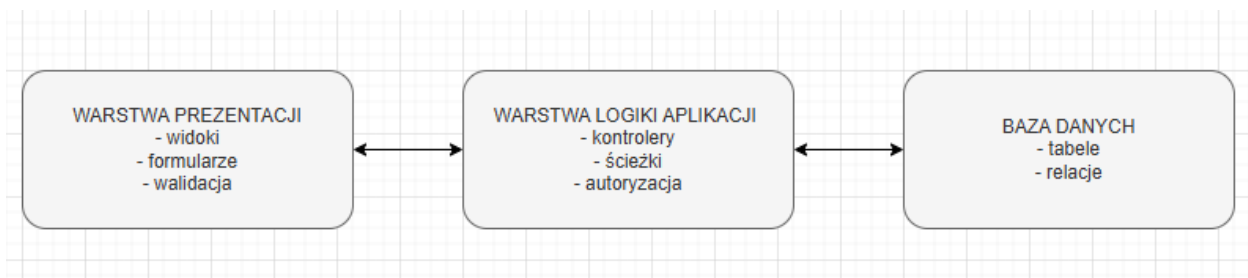 WARSTWA PREZENTACJI
- widoki
- formularze
- walidacja
WARSTWA LOGIKI APLIKACJI
- kontrolery
- ścieżki
- autoryzacja
BAZA DANYCH
- tabele
- relacje